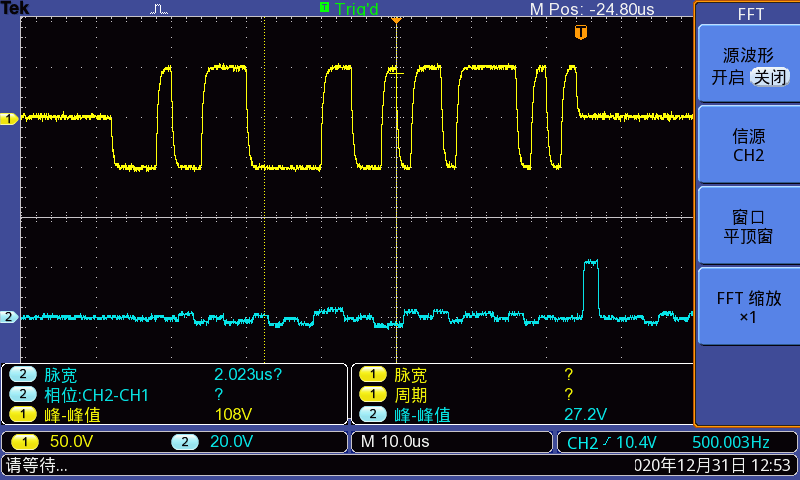 Tek Trig'd M Pos: -24.80us FFT
T
源波形
开启 关闭
1
信源
CH2
窗口
平顶窗
FFT 缩放
×1
2
2 脉宽 2.023us? 1 脉宽 ?
2 相位:CH2-CH1 ? 1 周期 ?
1 峰-峰值 108V 2 峰-峰值 27.2V
1 50.0V 2 20.0V M 10.0us CH2 10.4V 500.003Hz
请等待... 020年12月31日 12:53